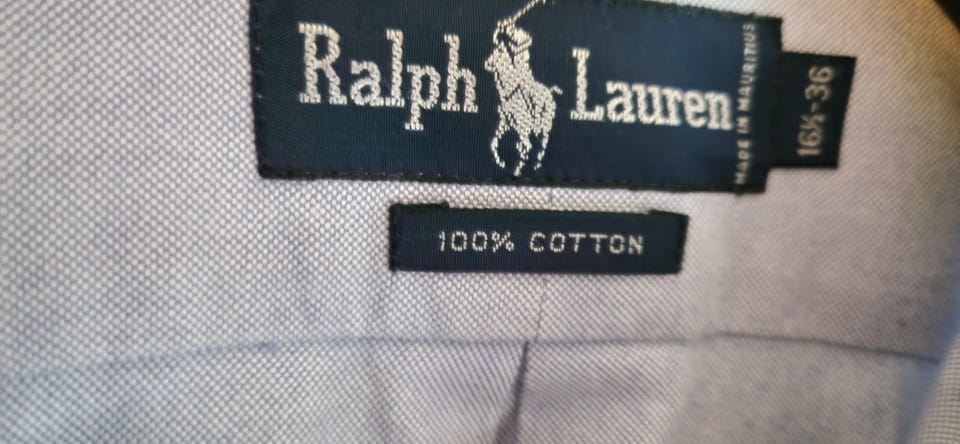 Ralph Lauren
MADE IN MAURITIUS
16½-36
100% COTTON